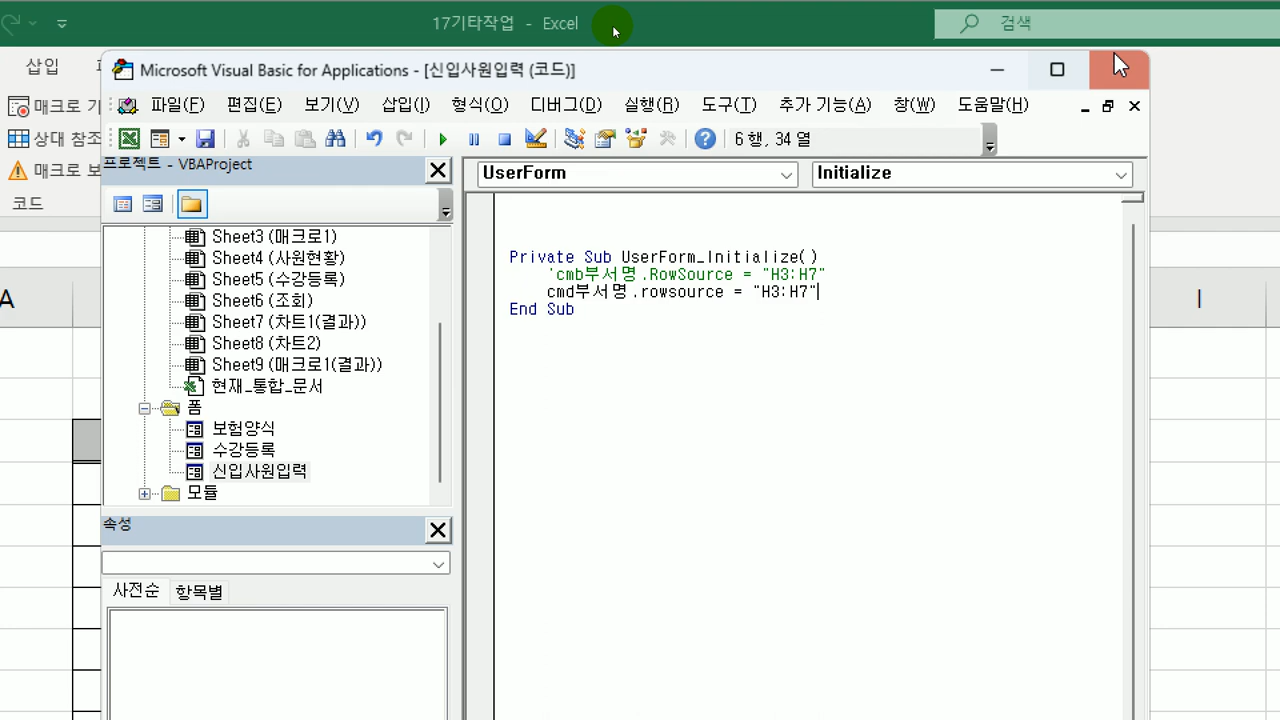 17기타작업 - Excel
검색
삽입
Microsoft Visual Basic for Applications - [신입사원입력 (코드)]
매크로 기
파일(F) 편집(E) 보기(V) 삽입(I) 형식(O) 디버그(D) 실행(R) 도구(T) 추가 기능(A) 창(W) 도움말(H)
상대 참조
6 행, 34 열
매크로 보
프로젝트 - VBAProject
UserForm
Initialize
코드
Sheet3 (매크로1)
Sheet4 (사원현황)
Sheet5 (수강등록)
Sheet6 (조회)
Sheet7 (차트1(결과))
Sheet8 (차트2)
Sheet9 (매크로1(결과))
현재_통합_문서
폼
보험양식
수강등록
신입사원입력
모듈
Private Sub UserForm_Initialize()
'cmb부서명.RowSource = "H3:H7"
cmd부서명.rowsource = "H3:H7"
End Sub
A
I
속성
사전순 항목별